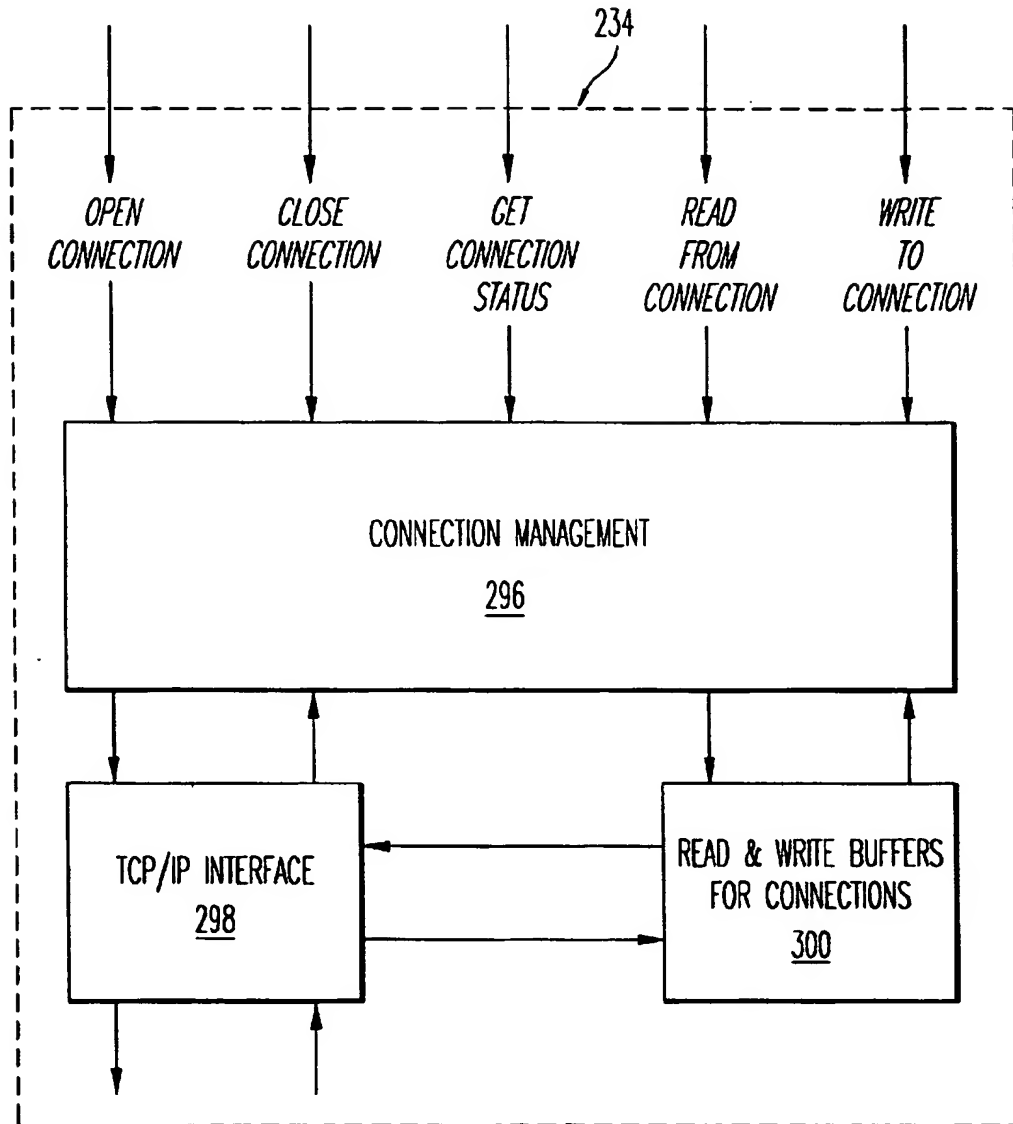 234
OPEN
CONNECTION
CLOSE
CONNECTION
GET
CONNECTION
STATUS
READ
FROM
CONNECTION
WRITE
TO
CONNECTION
CONNECTION MANAGEMENT
296
TCP/IP INTERFACE
298
READ & WRITE BUFFERS
FOR CONNECTIONS
300